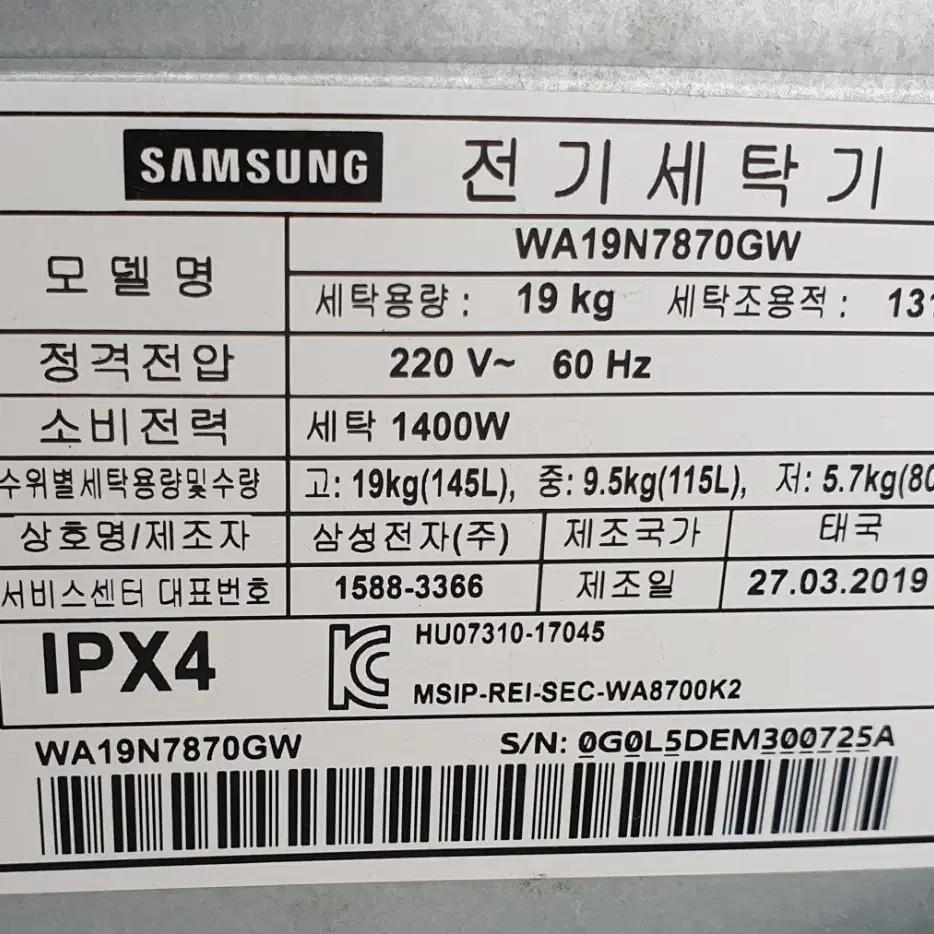 SAMSUNG 전기세탁기
모델명 WA19N7870GW
세탁용량 : 19 kg 세탁조용적 :
정격전압 220 V~ 60 Hz
소비전력 세탁 1400W
수위별세탁용량및수량 고: 19kg(145L), 중: 9.5kg(115L), 저: 5.7kg(80
상호명/제조자 삼성전자(주) 제조국가 태국
서비스센터 대표번호 1588-3366 제조일 27.03.2019
IPX4 HU07310-17045
MSIP-REI-SEC-WA8700K2
WA19N7870GW S/N: 0G0L5DEM300725A